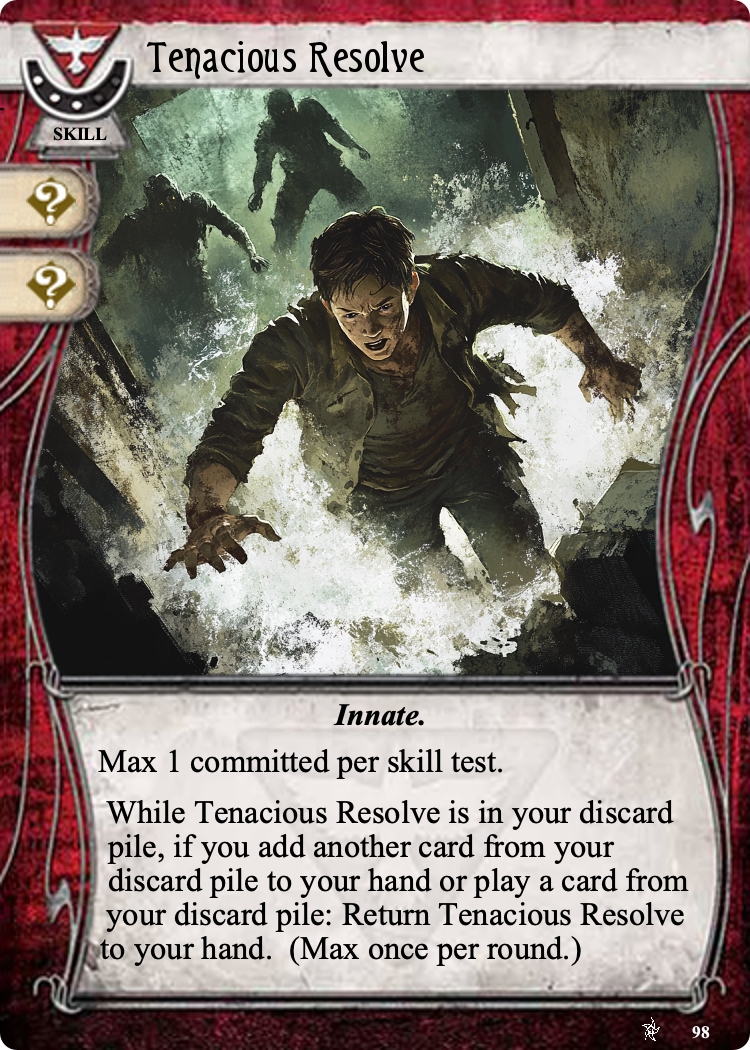 Tenacious Resolve
SKILL
?
?
Innate.
Max 1 committed per skill test.
While Tenacious Resolve is in your discard
pile, if you add another card from your
discard pile to your hand or play a card from
your discard pile: Return Tenacious Resolve
to your hand.  (Max once per round.)
98